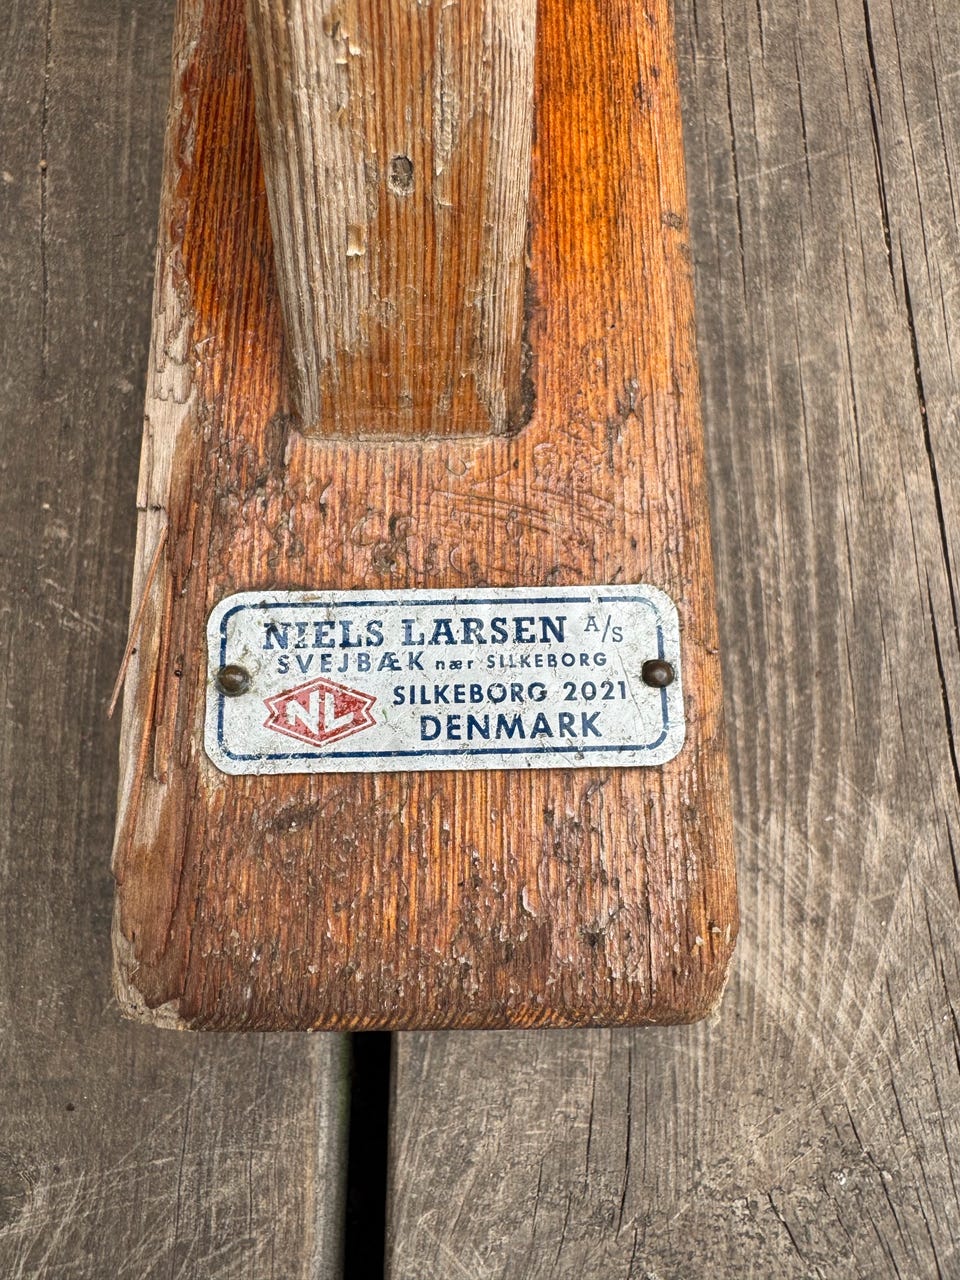 NIELS LARSEN A/S
SVEJBÆK nær SILKEBORG
NL SILKEBORG 2021
DENMARK